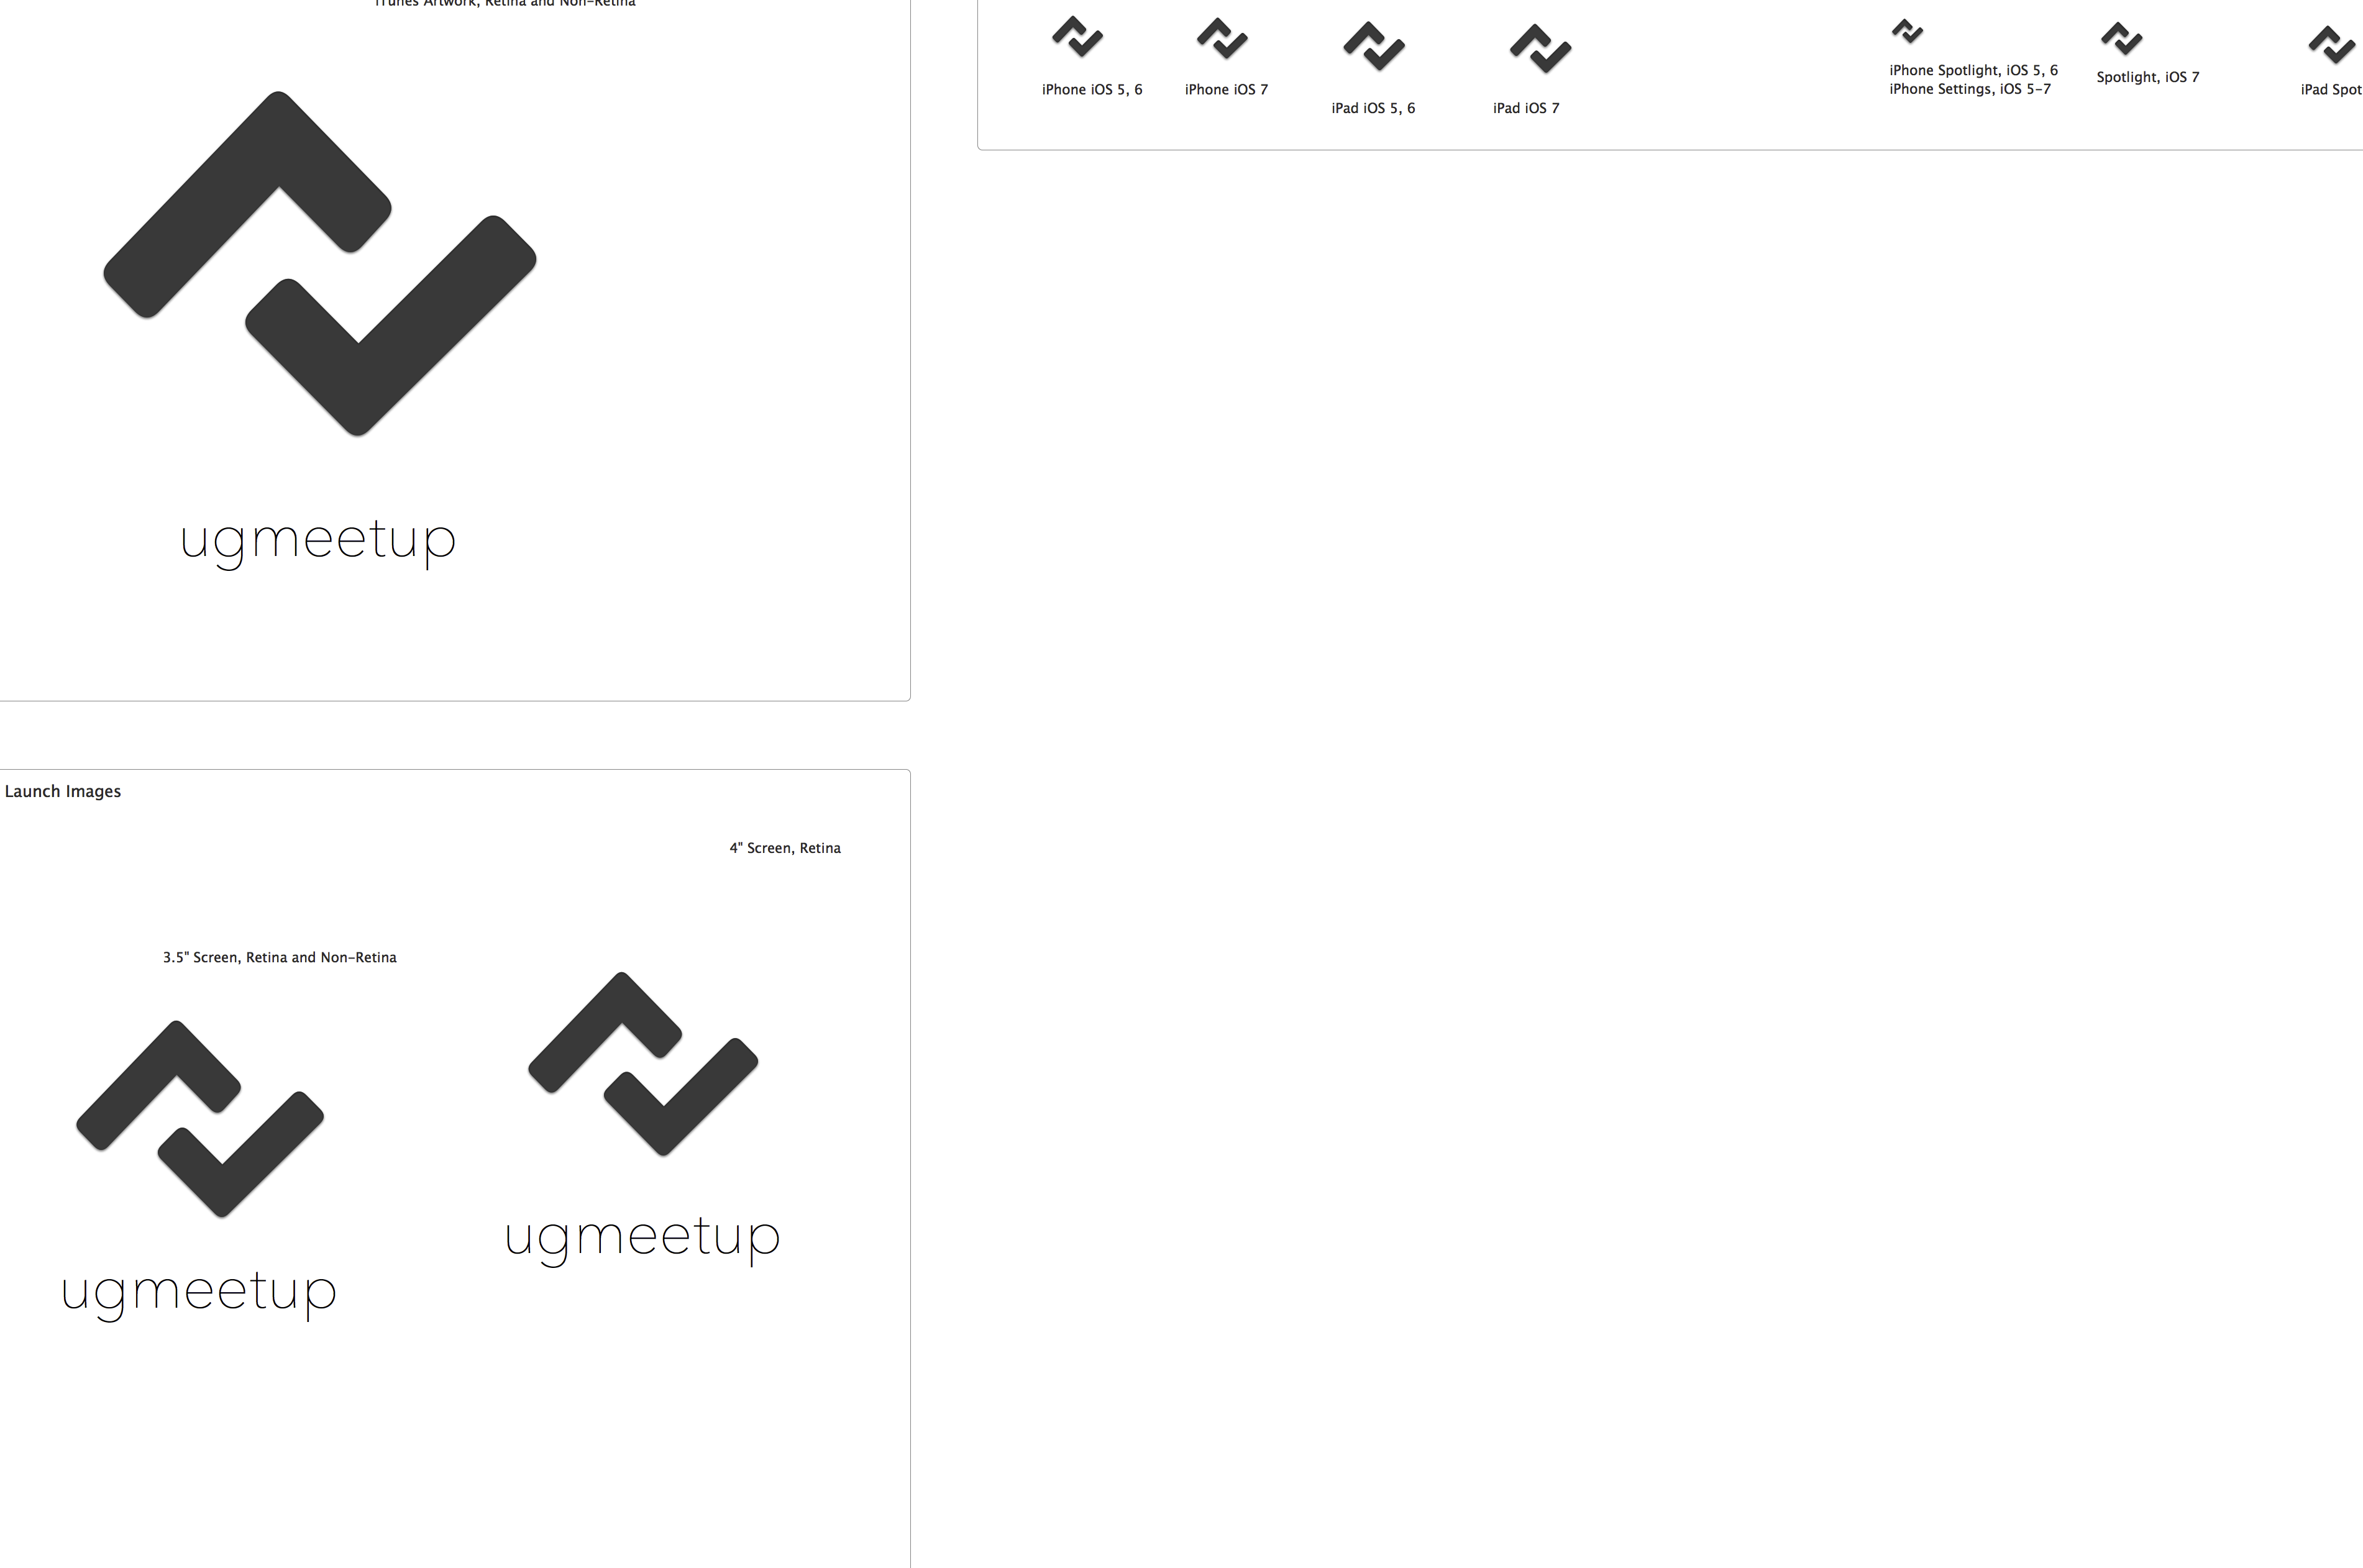 iTunes Artwork, Retina and Non-Retina
ugmeetup
iPhone iOS 5, 6
iPhone iOS 7
iPad iOS 5, 6
iPad iOS 7
iPhone Spotlight, iOS 5, 6
iPhone Settings, iOS 5-7
Spotlight, iOS 7
iPad Spot
Launch Images
4" Screen, Retina
3.5" Screen, Retina and Non-Retina
ugmeetup
ugmeetup